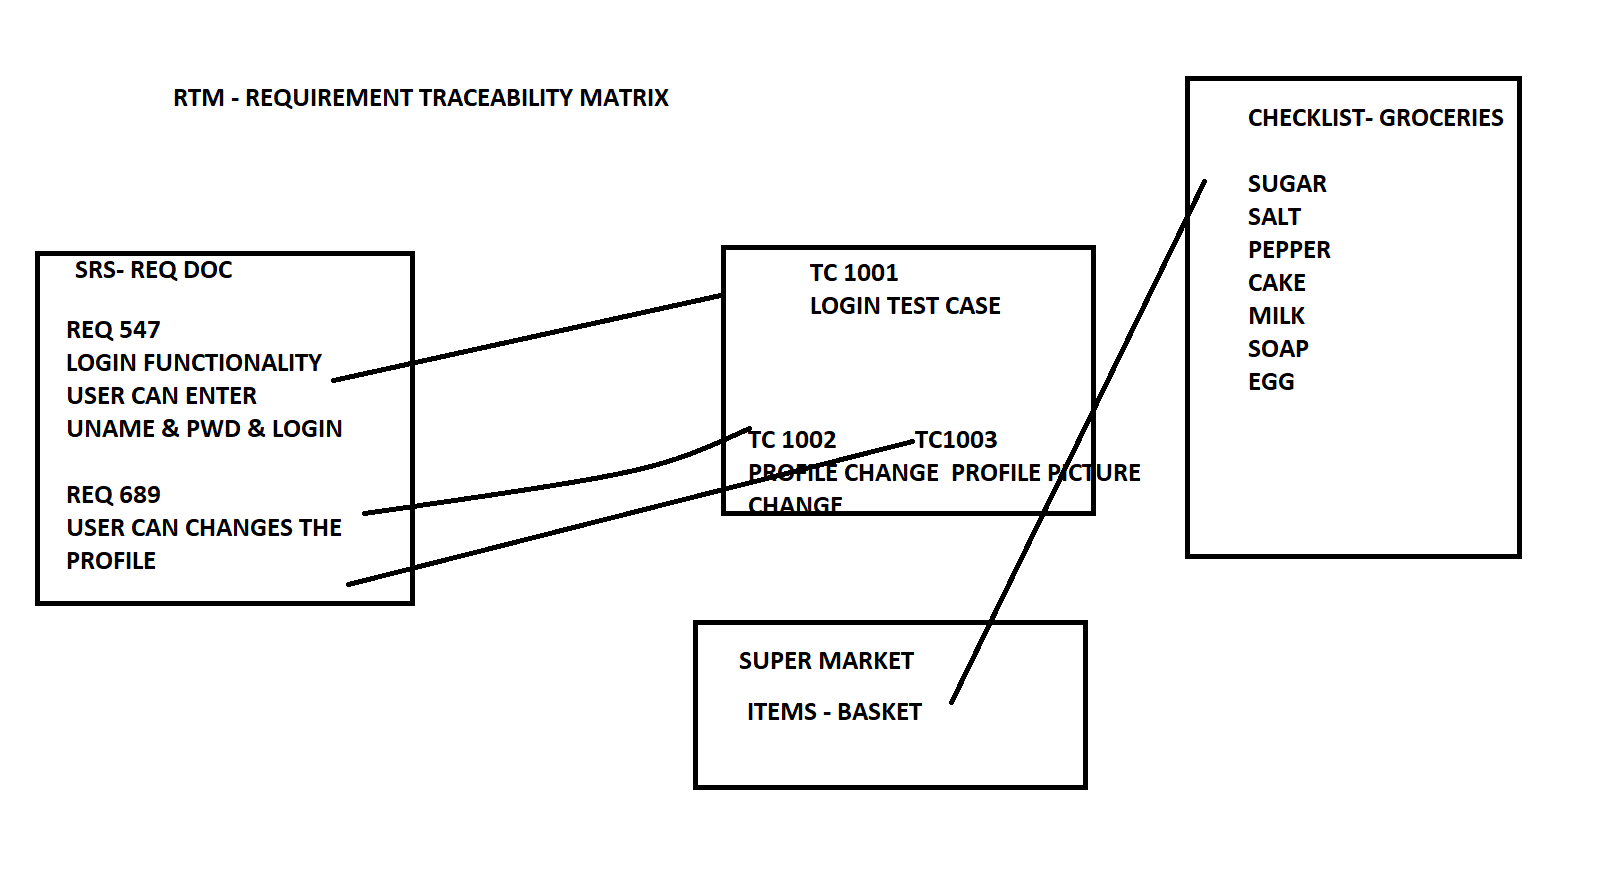 RTM - REQUIREMENT TRACEABILITY MATRIX
SRS- REQ DOC
REQ 547
LOGIN FUNCTIONALITY
USER CAN ENTER
UNAME & PWD & LOGIN
REQ 689
USER CAN CHANGES THE
PROFILE
TC 1001
LOGIN TEST CASE
TC 1002 TC1003
PROFILE CHANGE PROFILE PICTURE
CHANGE
SUPER MARKET
ITEMS - BASKET
CHECKLIST- GROCERIES
SUGAR
SALT
PEPPER
CAKE
MILK
SOAP
EGG